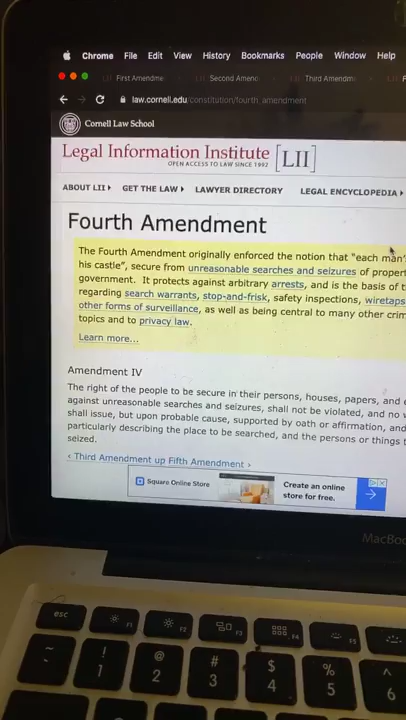 Chrome File Edit View History Bookmarks People Window Help
First Amendme Second Amend Third Amendm
law.cornell.edu/constitution/fourth_amendment
Cornell Law School
Legal Information Institute [LII]
OPEN ACCESS TO LAW SINCE 1992
ABOUT LII GET THE LAW LAWYER DIRECTORY LEGAL ENCYCLOPEDIA
Fourth Amendment
The Fourth Amendment originally enforced the notion that "each man'
his castle", secure from unreasonable searches and seizures of propert
government. It protects against arbitrary arrests, and is the basis of t
regarding search warrants, stop-and-frisk, safety inspections, wiretaps
other forms of surveillance, as well as being central to many other crim
topics and to privacy law.
Learn more...
Amendment IV
The right of the people to be secure in their persons, houses, papers, and
against unreasonable searches and seizures, shall not be violated, and no
shall issue, but upon probable cause, supported by oath or affirmation, and
particularly describing the place to be searched, and the persons or things t
seized.
‹ Third Amendment up Fifth Amendment ›
Square Online Store
Create an online
store for free.
MacBoo
esc F1 F2 F3 F4 F5
~ ! @ # $ % ^
1 2 3 4 5 6